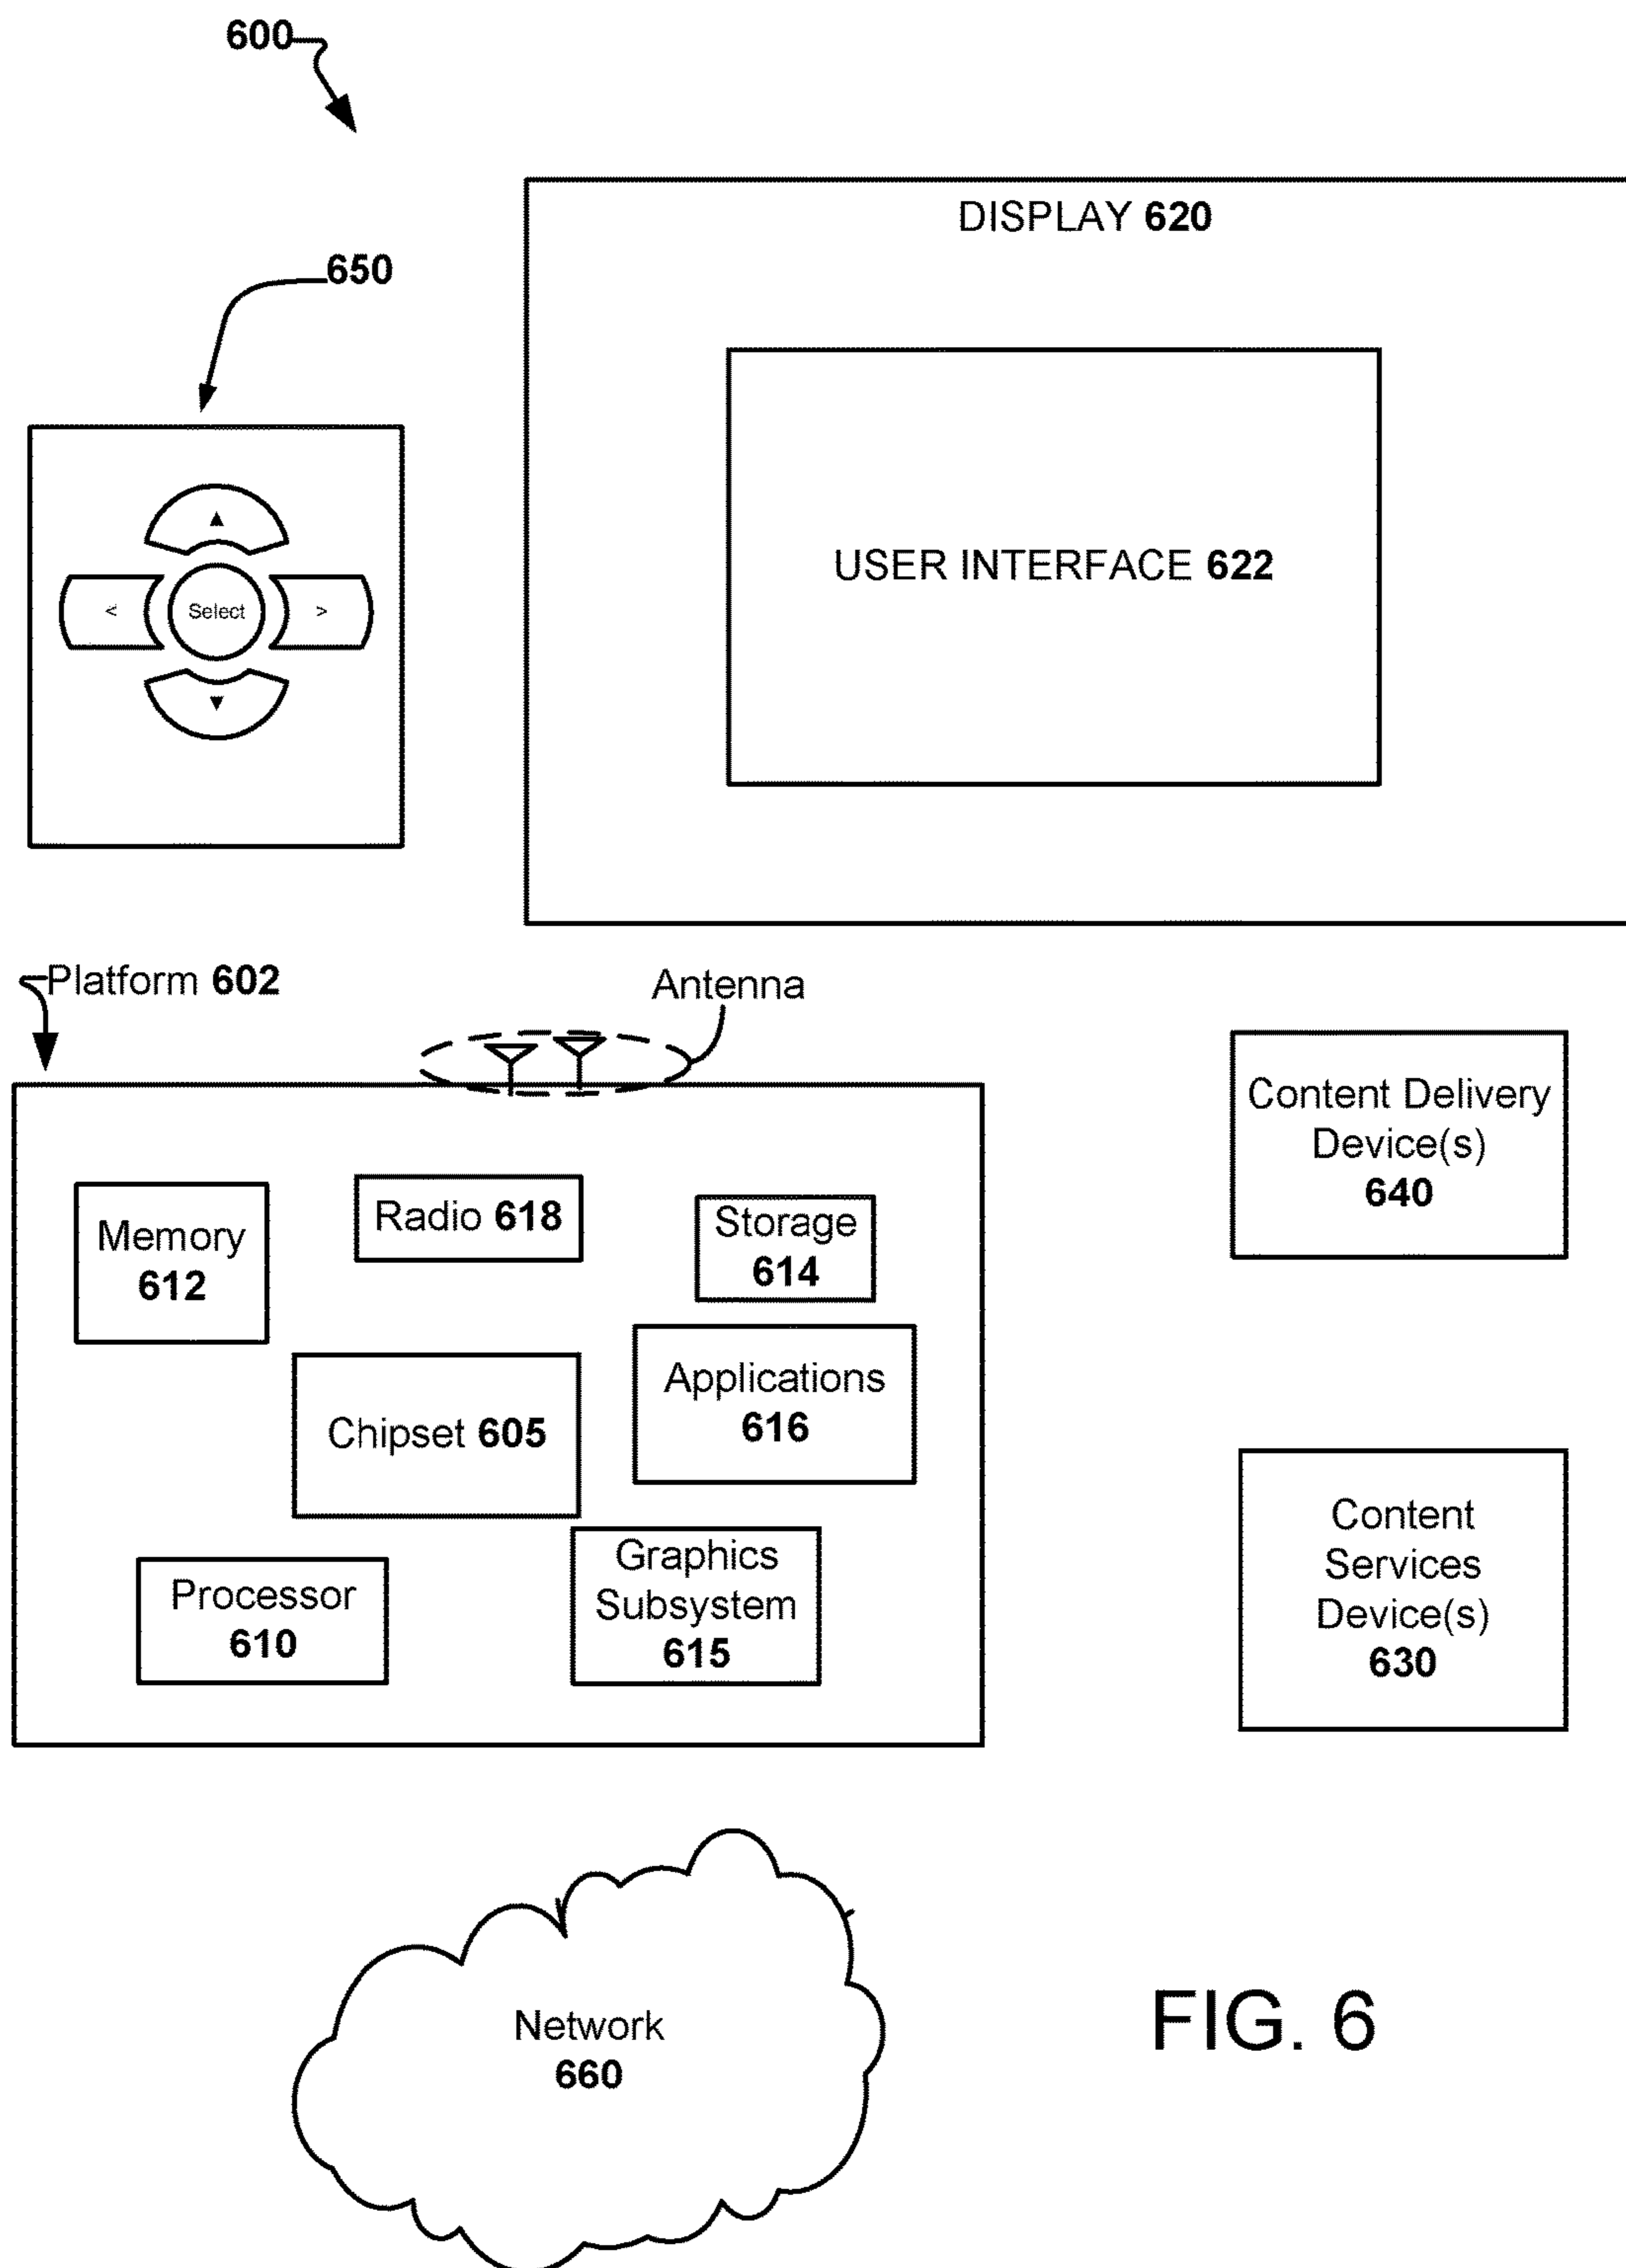 600
DISPLAY 620
650
USER INTERFACE 622
▲
<
Select
>
▼
Platform 602
Antenna
Content Delivery
Device(s)
640
Memory
612
Radio 618
Storage
614
Applications
616
Chipset 605
Content
Services
Device(s)
630
Processor
610
Graphics
Subsystem
615
Network
660
FIG. 6